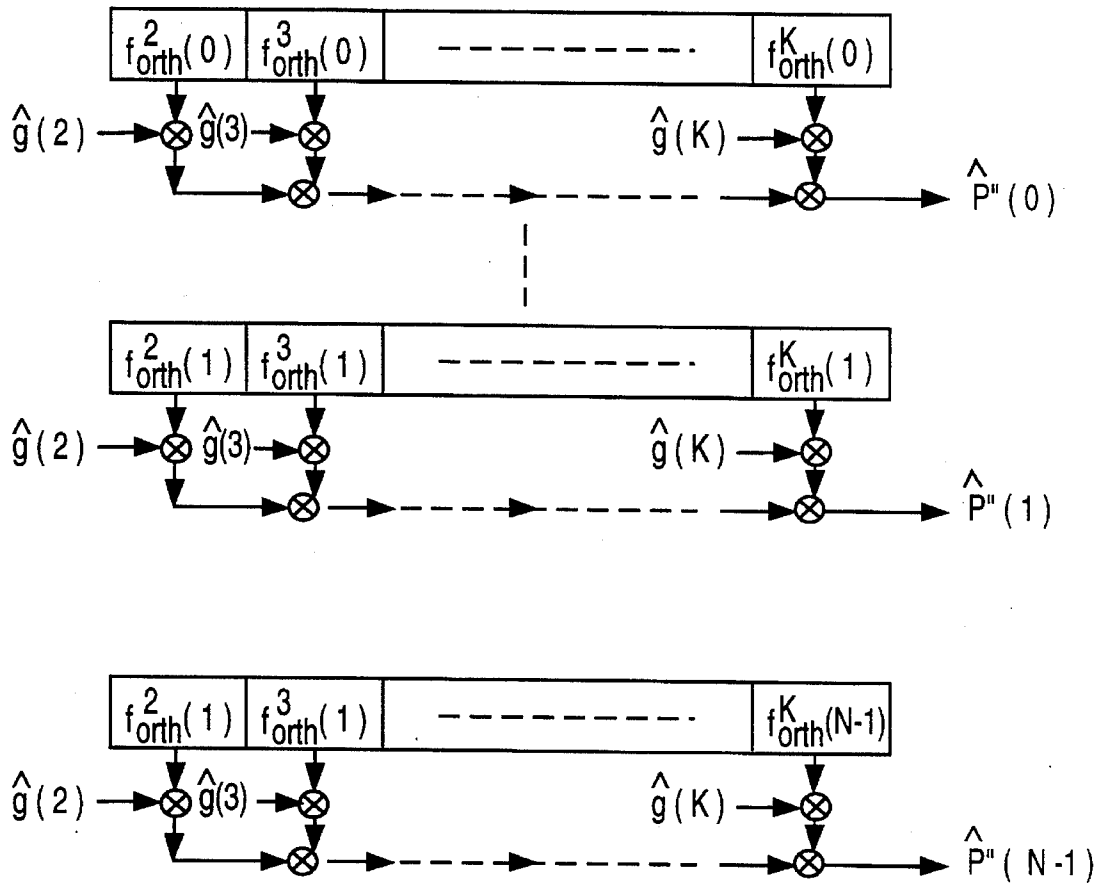 f²orth(0) f³orth(0) fᴷorth(0)
ĝ(2) ĝ(3) ĝ(K)
P̂"(0)
f²orth(1) f³orth(1) fᴷorth(1)
ĝ(2) ĝ(3) ĝ(K)
P̂"(1)
f²orth(1) f³orth(1) fᴷorth(N-1)
ĝ(2) ĝ(3) ĝ(K)
P̂"(N-1)